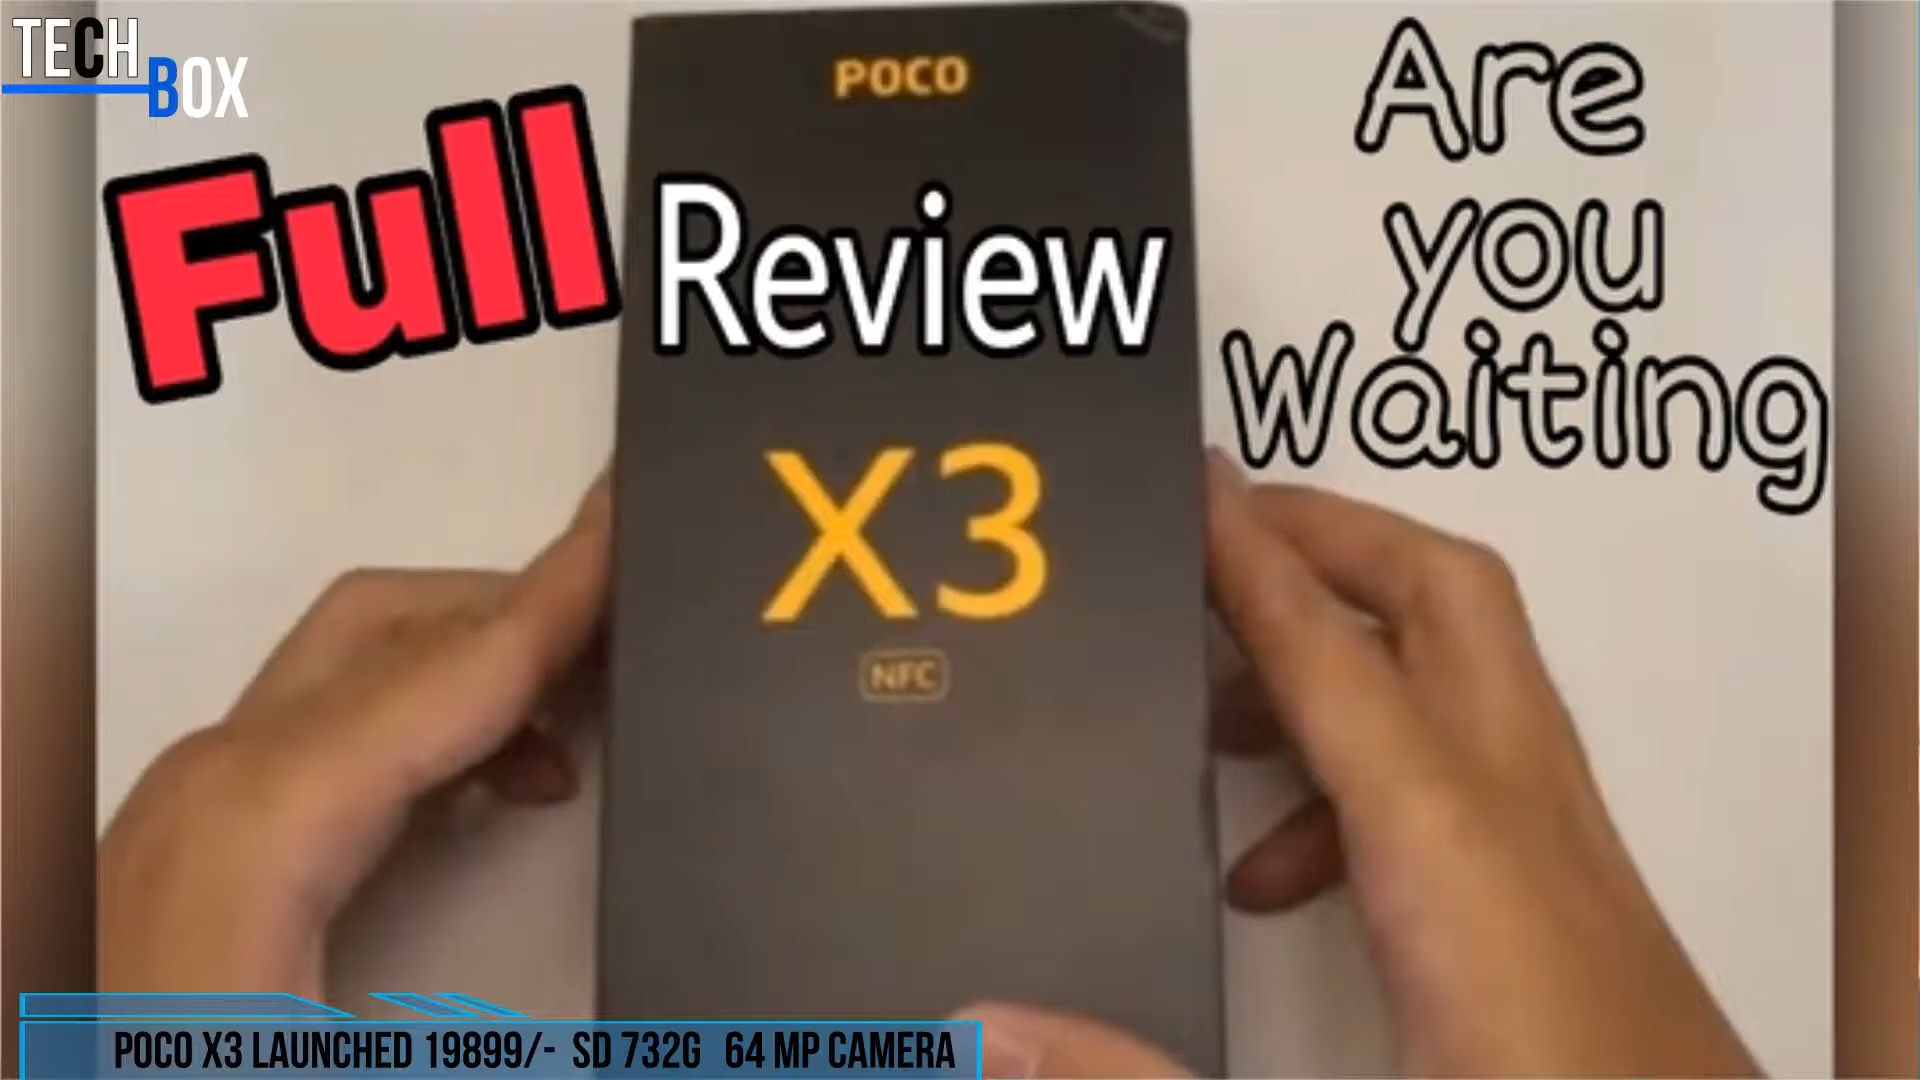 TECH
BOX
POCO
Full Review
Are
you
Waiting
X3
NFC
POCO X3 LAUNCHED 19899/- SD 732G 64 MP CAMERA